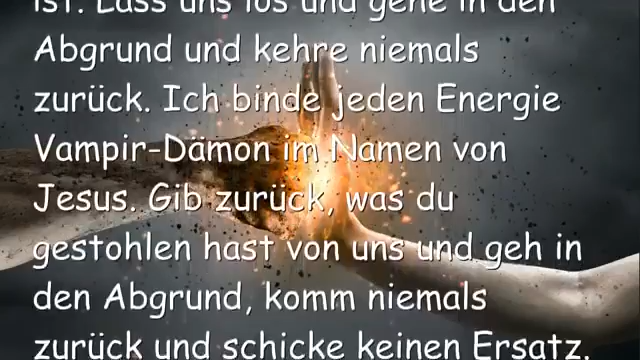 ist. Lass uns los und gehe in den
Abgrund und kehre niemals
zurück. Ich binde jeden Energie
Vampir-Dämon im Namen von
Jesus. Gib zurück, was du
gestohlen hast von uns und geh in
den Abgrund, komm niemals
zurück und schicke keinen Ersatz.